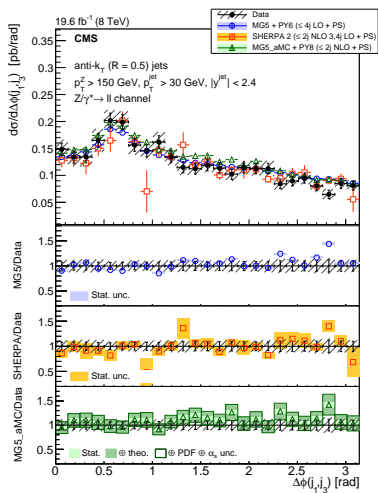 19.6 fb⁻¹ (8 TeV)
Data
MG5 + PY6 (≤ 4j LO + PS)
SHERPA 2 (≤ 2j NLO 3,4j LO + PS)
MG5_aMC + PY8 (≤ 2j NLO + PS)
CMS
anti-k_T (R = 0.5) jets
p_T^Z > 150 GeV, p_T^jet > 30 GeV, |y^jet| < 2.4
Z/γ*→ ll channel
dσ/dΔϕ(j₁,j₃) [pb/rad]
0.35
0.3
0.25
0.2
0.15
0.1
0.05
MG5/Data
1.5
1
0.5
Stat. unc.
SHERPA/Data
1.5
1
0.5
Stat. unc.
MG5_aMC/Data
1.5
1
0.5
Stat.
⊕ theo.
⊕ PDF ⊕ α_s unc.
0 0.5 1 1.5 2 2.5 3
Δϕ(j₁,j₃) [rad]